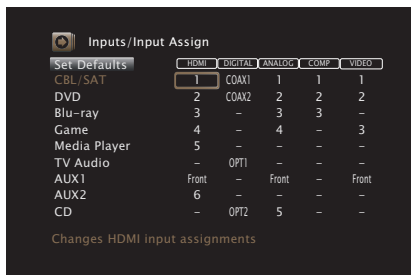 Inputs/Input Assign
Set Defaults HDMI DIGITAL ANALOG COMP VIDEO
CBL/SAT 1 COAX1 1 1 1
DVD 2 COAX2 2 2 2
Blu-ray 3 – 3 3 –
Game 4 – 4 – 3
Media Player 5 – – – –
TV Audio – OPT1 – – –
AUX1 Front – Front – Front
AUX2 6 – – – –
CD – OPT2 5 – –
Changes HDMI input assignments